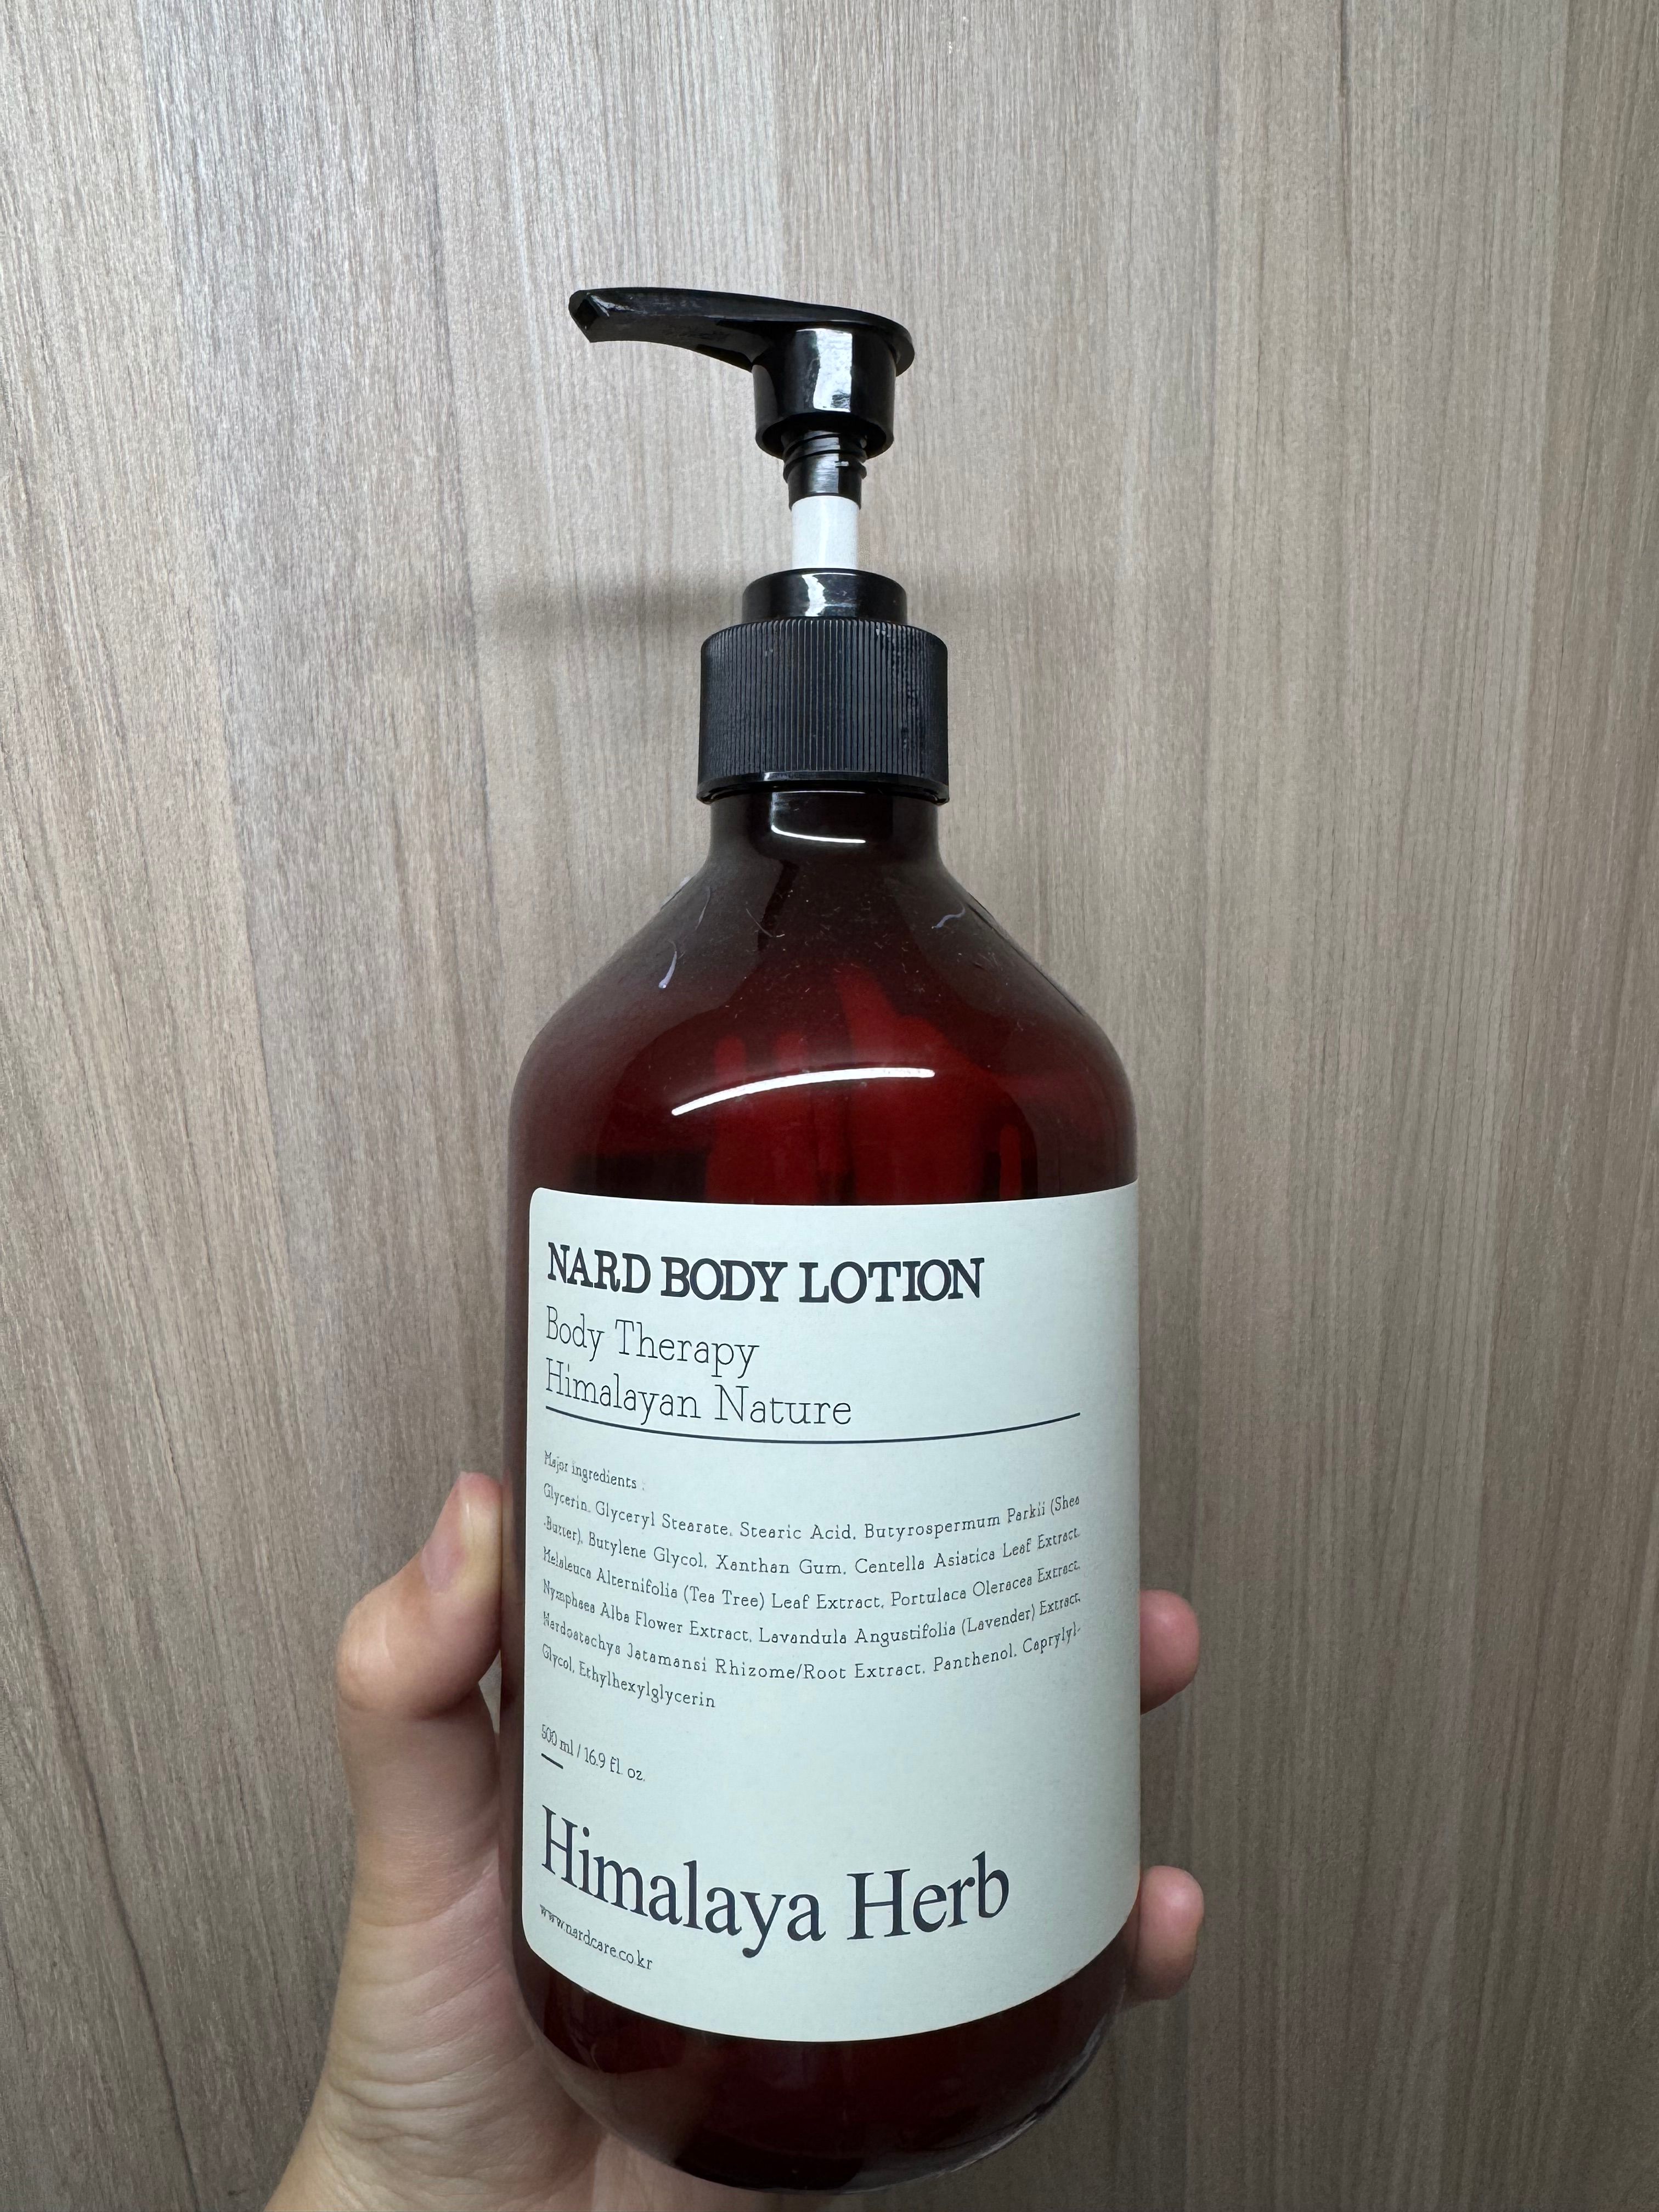 NARD BODY LOTION
Body Therapy
Himalayan Nature
Major ingredients :
Glycerin, Glyceryl Stearate, Stearic Acid, Butyrospermum Parkii (Shea
-Burter), Butylene Glycol, Xanthan Gum, Centella Asiatica Leaf Extract,
Melaleuca Alternifolia (Tea Tree) Leaf Extract, Portulaca Oleracea Extract,
Nymphaea Alba Flower Extract, Lavandula Angustifolia (Lavender) Extract,
Nardostachys Jatamansi Rhizome/Root Extract, Panthenol, Caprylyl-
Glycol, Ethylhexylglycerin
500 ml / 16.9 fl. oz.
Himalaya Herb
www.nardcare.co.kr